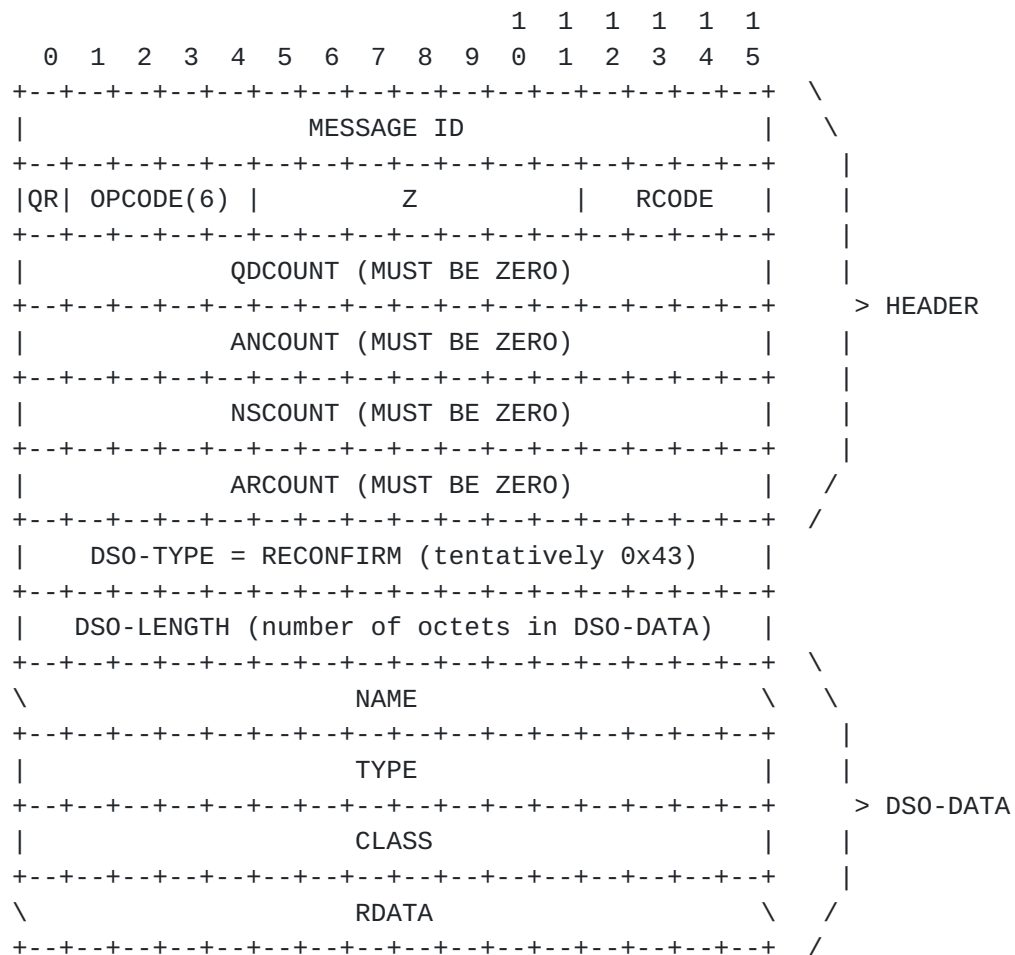 1  1  1  1  1  1
  0  1  2  3  4  5  6  7  8  9  0  1  2  3  4  5
+--+--+--+--+--+--+--+--+--+--+--+--+--+--+--+--+  \
|                  MESSAGE ID                   |   \
+--+--+--+--+--+--+--+--+--+--+--+--+--+--+--+--+    |
|QR| OPCODE(6) |         Z          |   RCODE   |    |
+--+--+--+--+--+--+--+--+--+--+--+--+--+--+--+--+    |
|             QDCOUNT (MUST BE ZERO)            |    |
+--+--+--+--+--+--+--+--+--+--+--+--+--+--+--+--+     > HEADER
|             ANCOUNT (MUST BE ZERO)            |    |
+--+--+--+--+--+--+--+--+--+--+--+--+--+--+--+--+    |
|             NSCOUNT (MUST BE ZERO)            |    |
+--+--+--+--+--+--+--+--+--+--+--+--+--+--+--+--+    |
|             ARCOUNT (MUST BE ZERO)            |   /
+--+--+--+--+--+--+--+--+--+--+--+--+--+--+--+--+  /
|    DSO-TYPE = RECONFIRM (tentatively 0x43)    |
+--+--+--+--+--+--+--+--+--+--+--+--+--+--+--+--+
|   DSO-LENGTH (number of octets in DSO-DATA)   |
+--+--+--+--+--+--+--+--+--+--+--+--+--+--+--+--+  \
\                     NAME                      \   \
+--+--+--+--+--+--+--+--+--+--+--+--+--+--+--+--+    |
|                     TYPE                      |    |
+--+--+--+--+--+--+--+--+--+--+--+--+--+--+--+--+     > DSO-DATA
|                     CLASS                     |    |
+--+--+--+--+--+--+--+--+--+--+--+--+--+--+--+--+    |
\                     RDATA                     \   /
+--+--+--+--+--+--+--+--+--+--+--+--+--+--+--+--+  /